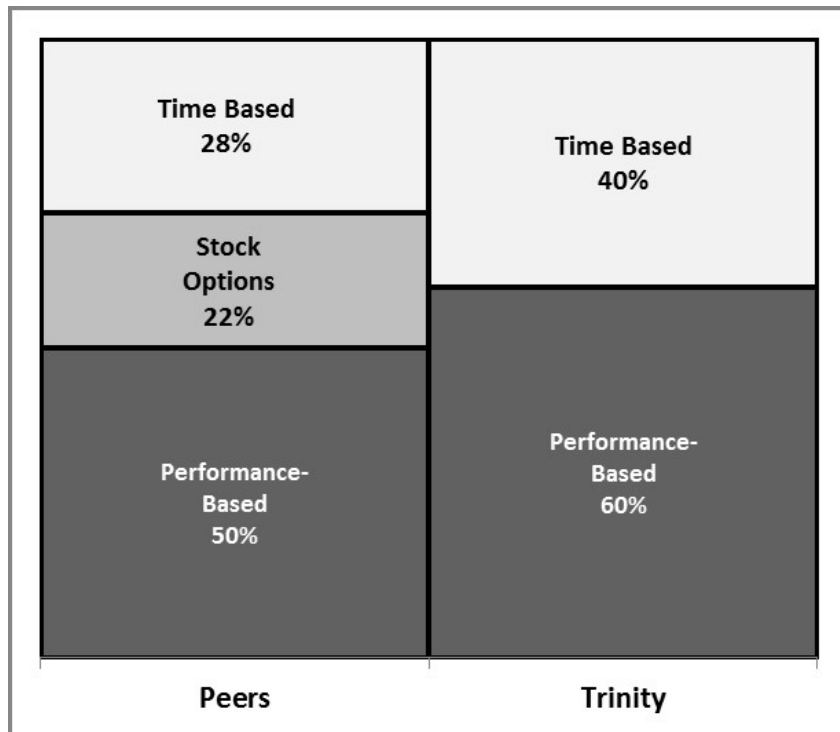 Time Based
28%
Stock
Options
22%
Performance-
Based
50%
Time Based
40%
Performance-
Based
60%
Peers
Trinity